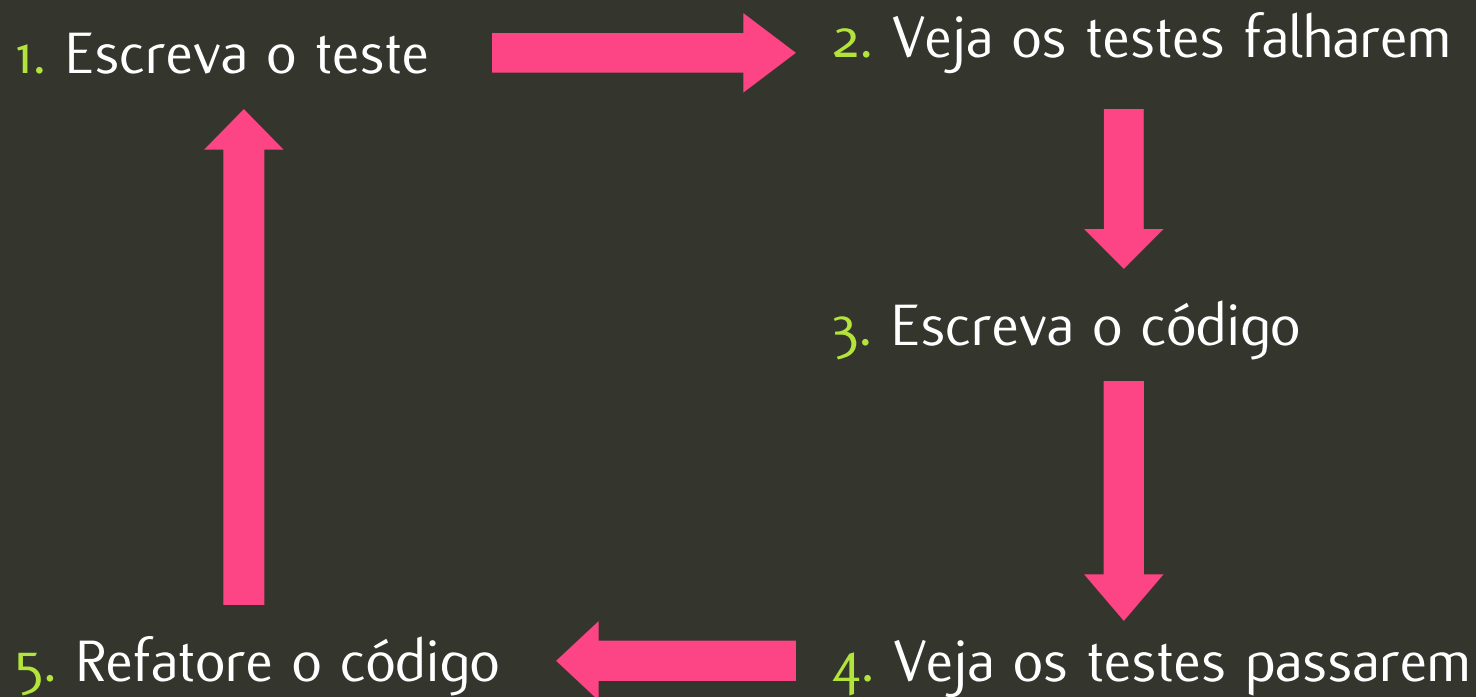 1. Escreva o teste
2. Veja os testes falharem
3. Escreva o código
4. Veja os testes passarem
5. Refatore o código